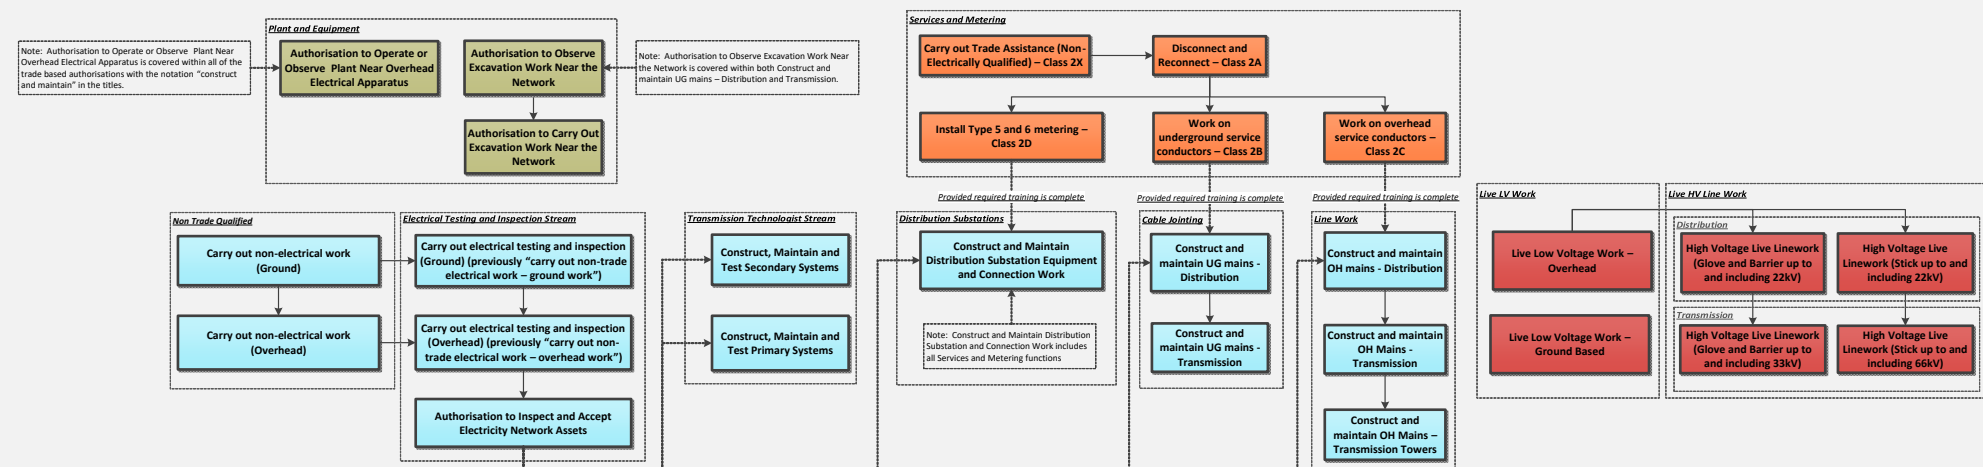 Plant and Equipment
Note:  Authorisation to Operate or Observe  Plant Near
Overhead Electrical Apparatus is covered within all of the
trade based authorisations with the notation “construct
and maintain” in the titles.
Authorisation to Operate or
Observe  Plant Near Overhead
Electrical Apparatus
Authorisation to Observe
Excavation Work Near the
Network
Note:  Authorisation to Observe Excavation Work Near
the Network is covered within both Construct and
maintain UG mains – Distribution and Transmission.
Authorisation to Carry Out
Excavation Work Near the
Network
Services and Metering
Carry out Trade Assistance (Non-
Electrically Qualified) – Class 2X
Disconnect and
Reconnect – Class 2A
Install Type 5 and 6 metering –
Class 2D
Work on
underground service
conductors – Class 2B
Work on overhead
service conductors –
Class 2C
Provided required training is complete
Provided required training is complete
Provided required training is complete
Non Trade Qualified
Carry out non-electrical work
(Ground)
Carry out non-electrical work
(Overhead)
Electrical Testing and Inspection Stream
Carry out electrical testing and inspection
(Ground) (previously “carry out non-trade
electrical work – ground work”)
Carry out electrical testing and inspection
(Overhead) (previously “carry out non-
trade electrical work – overhead work”)
Authorisation to Inspect and Accept
Electricity Network Assets
Transmission Technologist Stream
Construct, Maintain and
Test Secondary Systems
Construct, Maintain and
Test Primary Systems
Distribution Substations
Construct and Maintain
Distribution Substation Equipment
and Connection Work
Note:  Construct and Maintain Distribution
Substation and Connection Work includes
all Services and Metering functions
Cable Jointing
Construct and
maintain UG mains -
Distribution
Construct and
maintain UG mains -
Transmission
Line Work
Construct and maintain
OH mains - Distribution
Construct and maintain
OH Mains -
Transmission
Construct and
maintain OH Mains –
Transmission Towers
Live LV Work
Live Low Voltage Work –
Overhead
Live Low Voltage Work –
Ground Based
Live HV Line Work
Distribution
High Voltage Live Linework
(Glove and Barrier up to
and including 22kV)
High Voltage Live
Linework (Stick up to and
including 22kV)
Transmission
High Voltage Live Linework
(Glove and Barrier up to
and including 33kV)
High Voltage Live
Linework (Stick up to and
including 66kV)